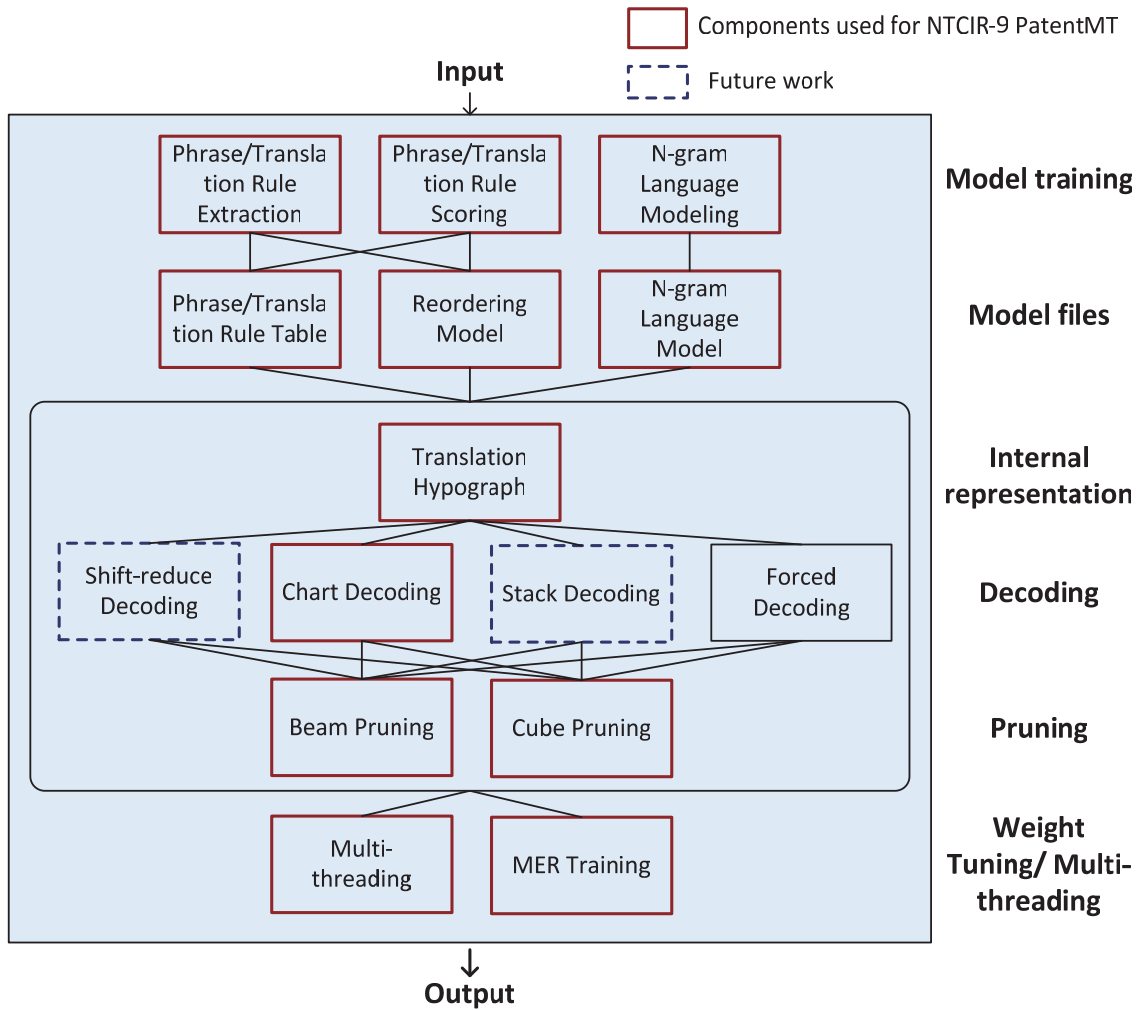 Components used for NTCIR-9 PatentMT
Future work
Input
Phrase/Transla
tion Rule
Extraction
Phrase/Transla
tion Rule
Scoring
N-gram
Language
Modeling
Model training
Phrase/Transla
tion Rule Table
Reordering
Model
N-gram
Language
Model
Model files
Translation
Hypograph
Internal
representation
Shift-reduce
Decoding
Chart Decoding
Stack Decoding
Forced
Decoding
Decoding
Beam Pruning
Cube Pruning
Pruning
Multi-
threading
MER Training
Weight
Tuning/ Multi-
threading
Output